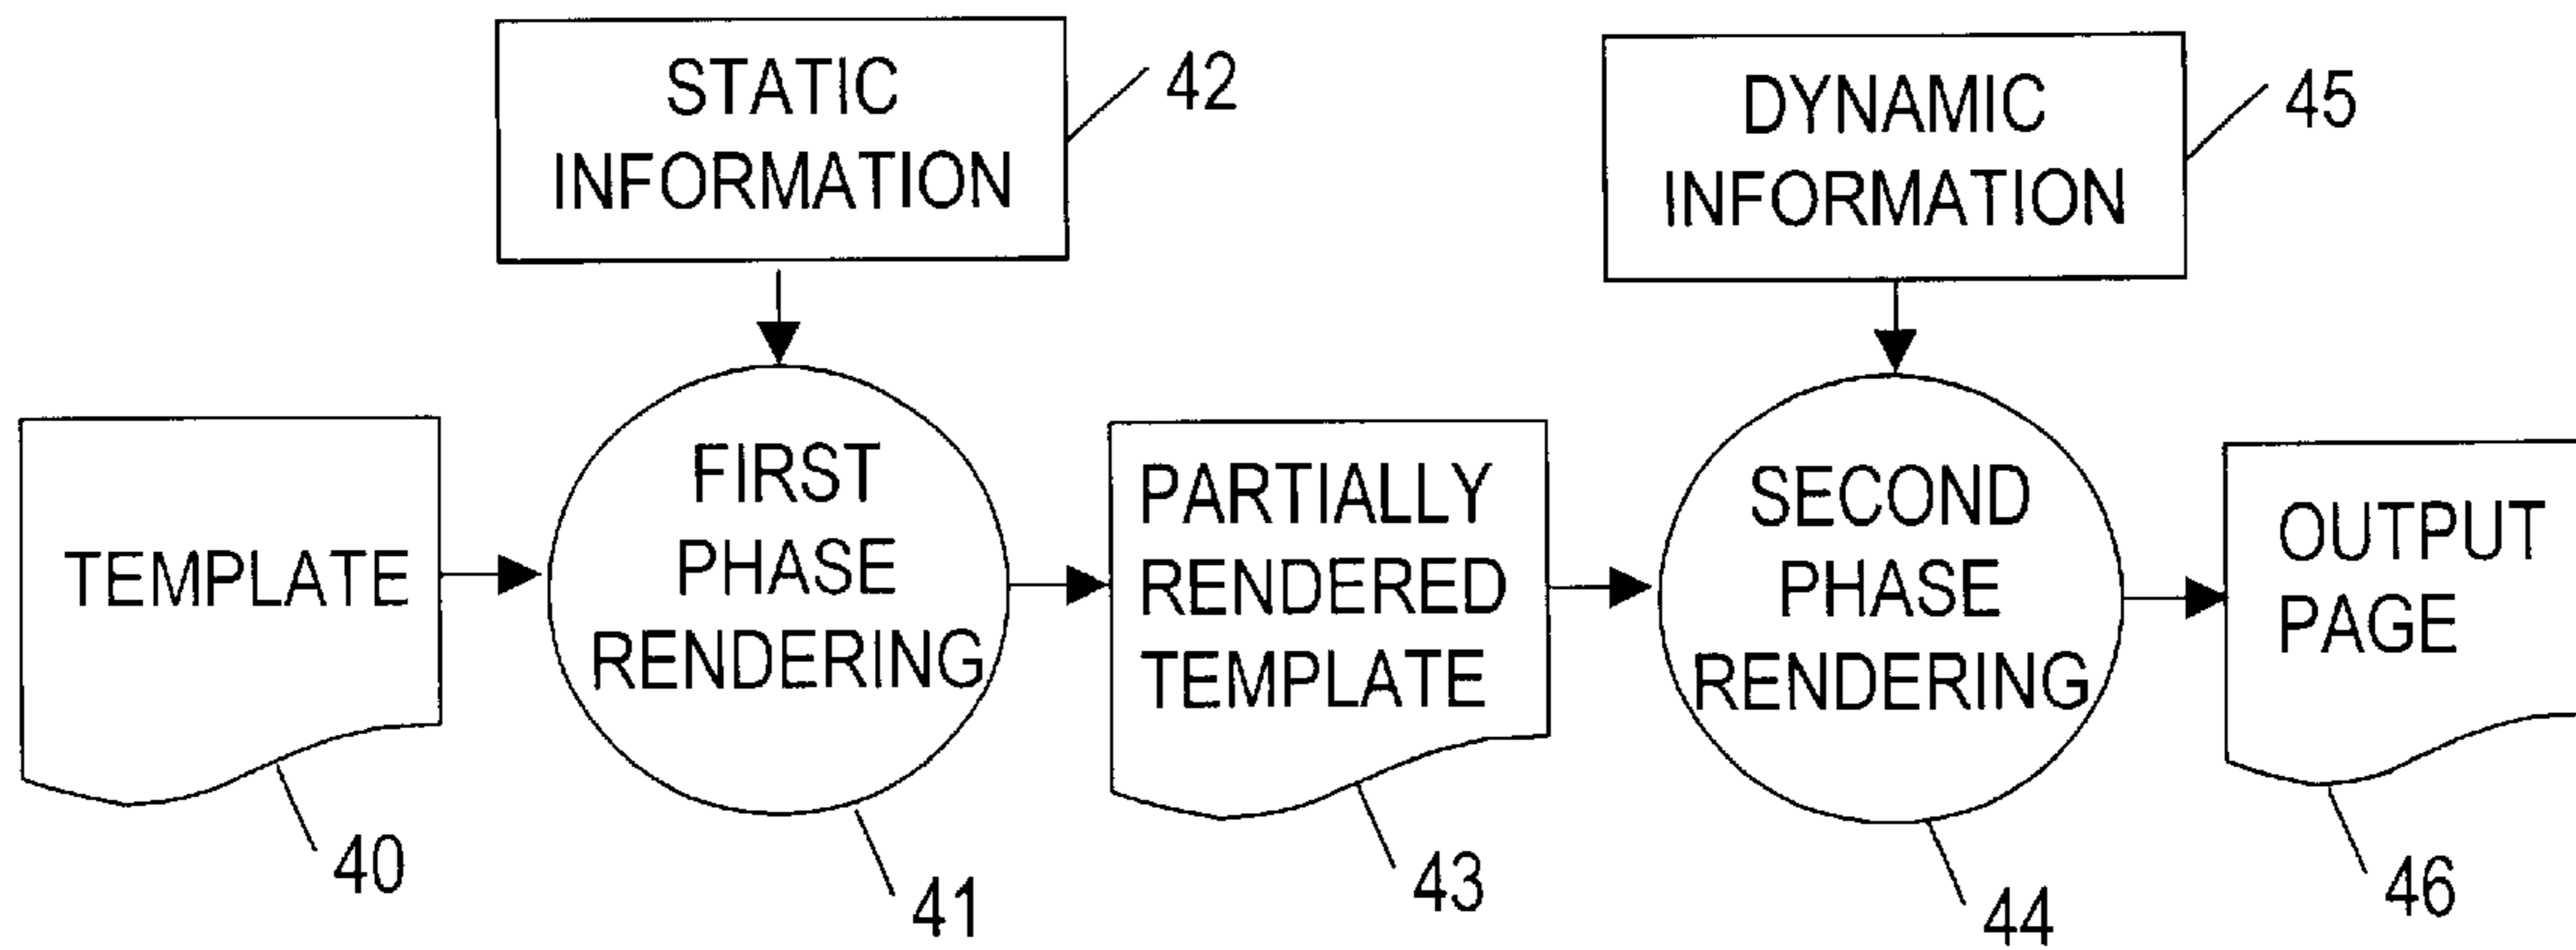 STATIC
INFORMATION
42
DYNAMIC
INFORMATION
45
TEMPLATE
40
FIRST
PHASE
RENDERING
41
PARTIALLY
RENDERED
TEMPLATE
43
SECOND
PHASE
RENDERING
44
OUTPUT
PAGE
46